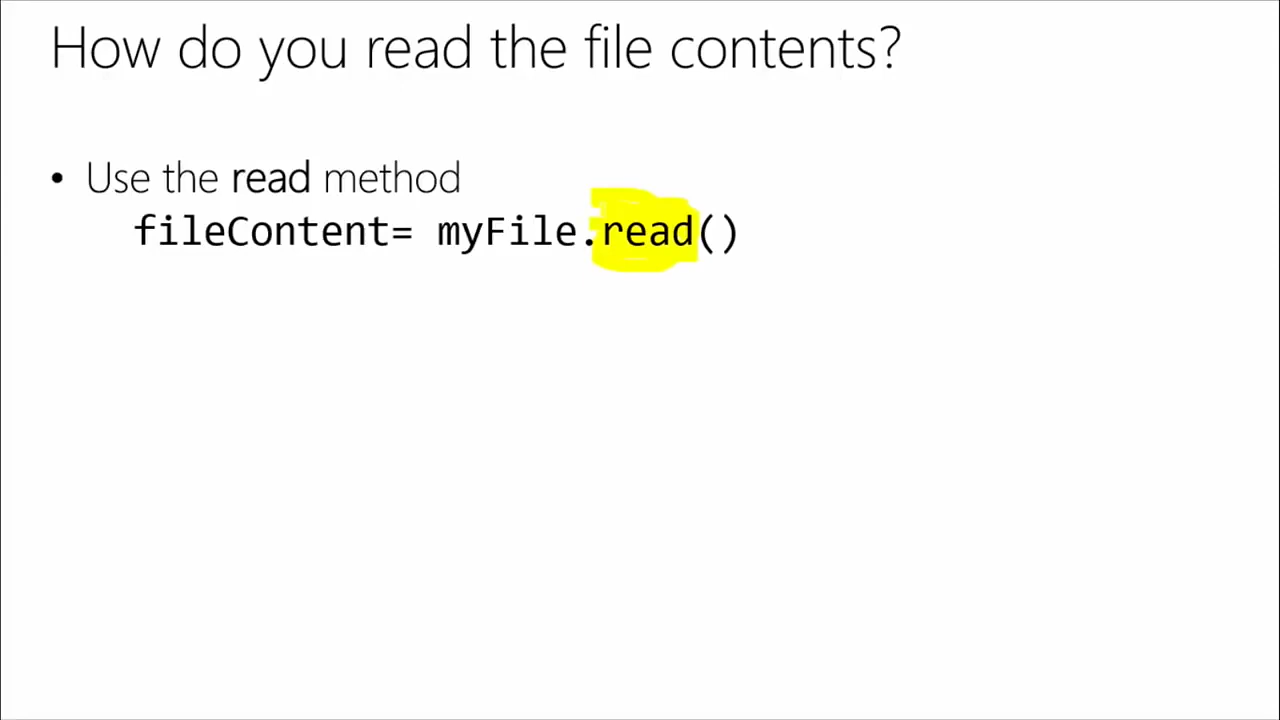 How do you read the file contents?
• Use the read method
fileContent= myFile.read()